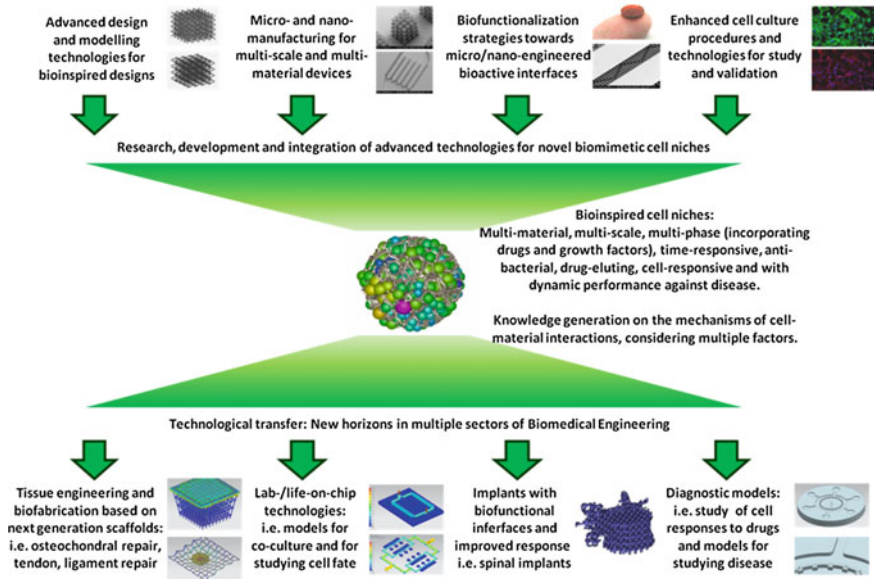 Advanced design
and modelling
technologies for
bioinspired designs
Micro- and nano-
manufacturing for
multi-scale and multi-
material devices
Biofunctionalization
strategies towards
micro/nano-engineered
bioactive interfaces
Enhanced cell culture
procedures and
technologies for study
and validation
Research, development and integration of advanced technologies for novel biomimetic cell niches
Bioinspired cell niches:
Multi-material, multi-scale, multi-phase (incorporating
drugs and growth factors), time-responsive, anti-
bacterial, drug-eluting, cell-responsive and with
dynamic performance against disease.
Knowledge generation on the mechanisms of cell-
material interactions, considering multiple factors.
Technological transfer: New horizons in multiple sectors of Biomedical Engineering
Tissue engineering and
biofabrication based on
next generation scaffolds:
i.e. osteochondral repair,
tendon, ligament repair
Lab-/life-on-chip
technologies:
i.e. models for
co-culture and for
studying cell fate
Implants with
biofunctional
inferfaces and
improved response
i.e. spinal implants
Diagnostic models:
i.e. study of cell
responses to drugs
and models for
studying disease